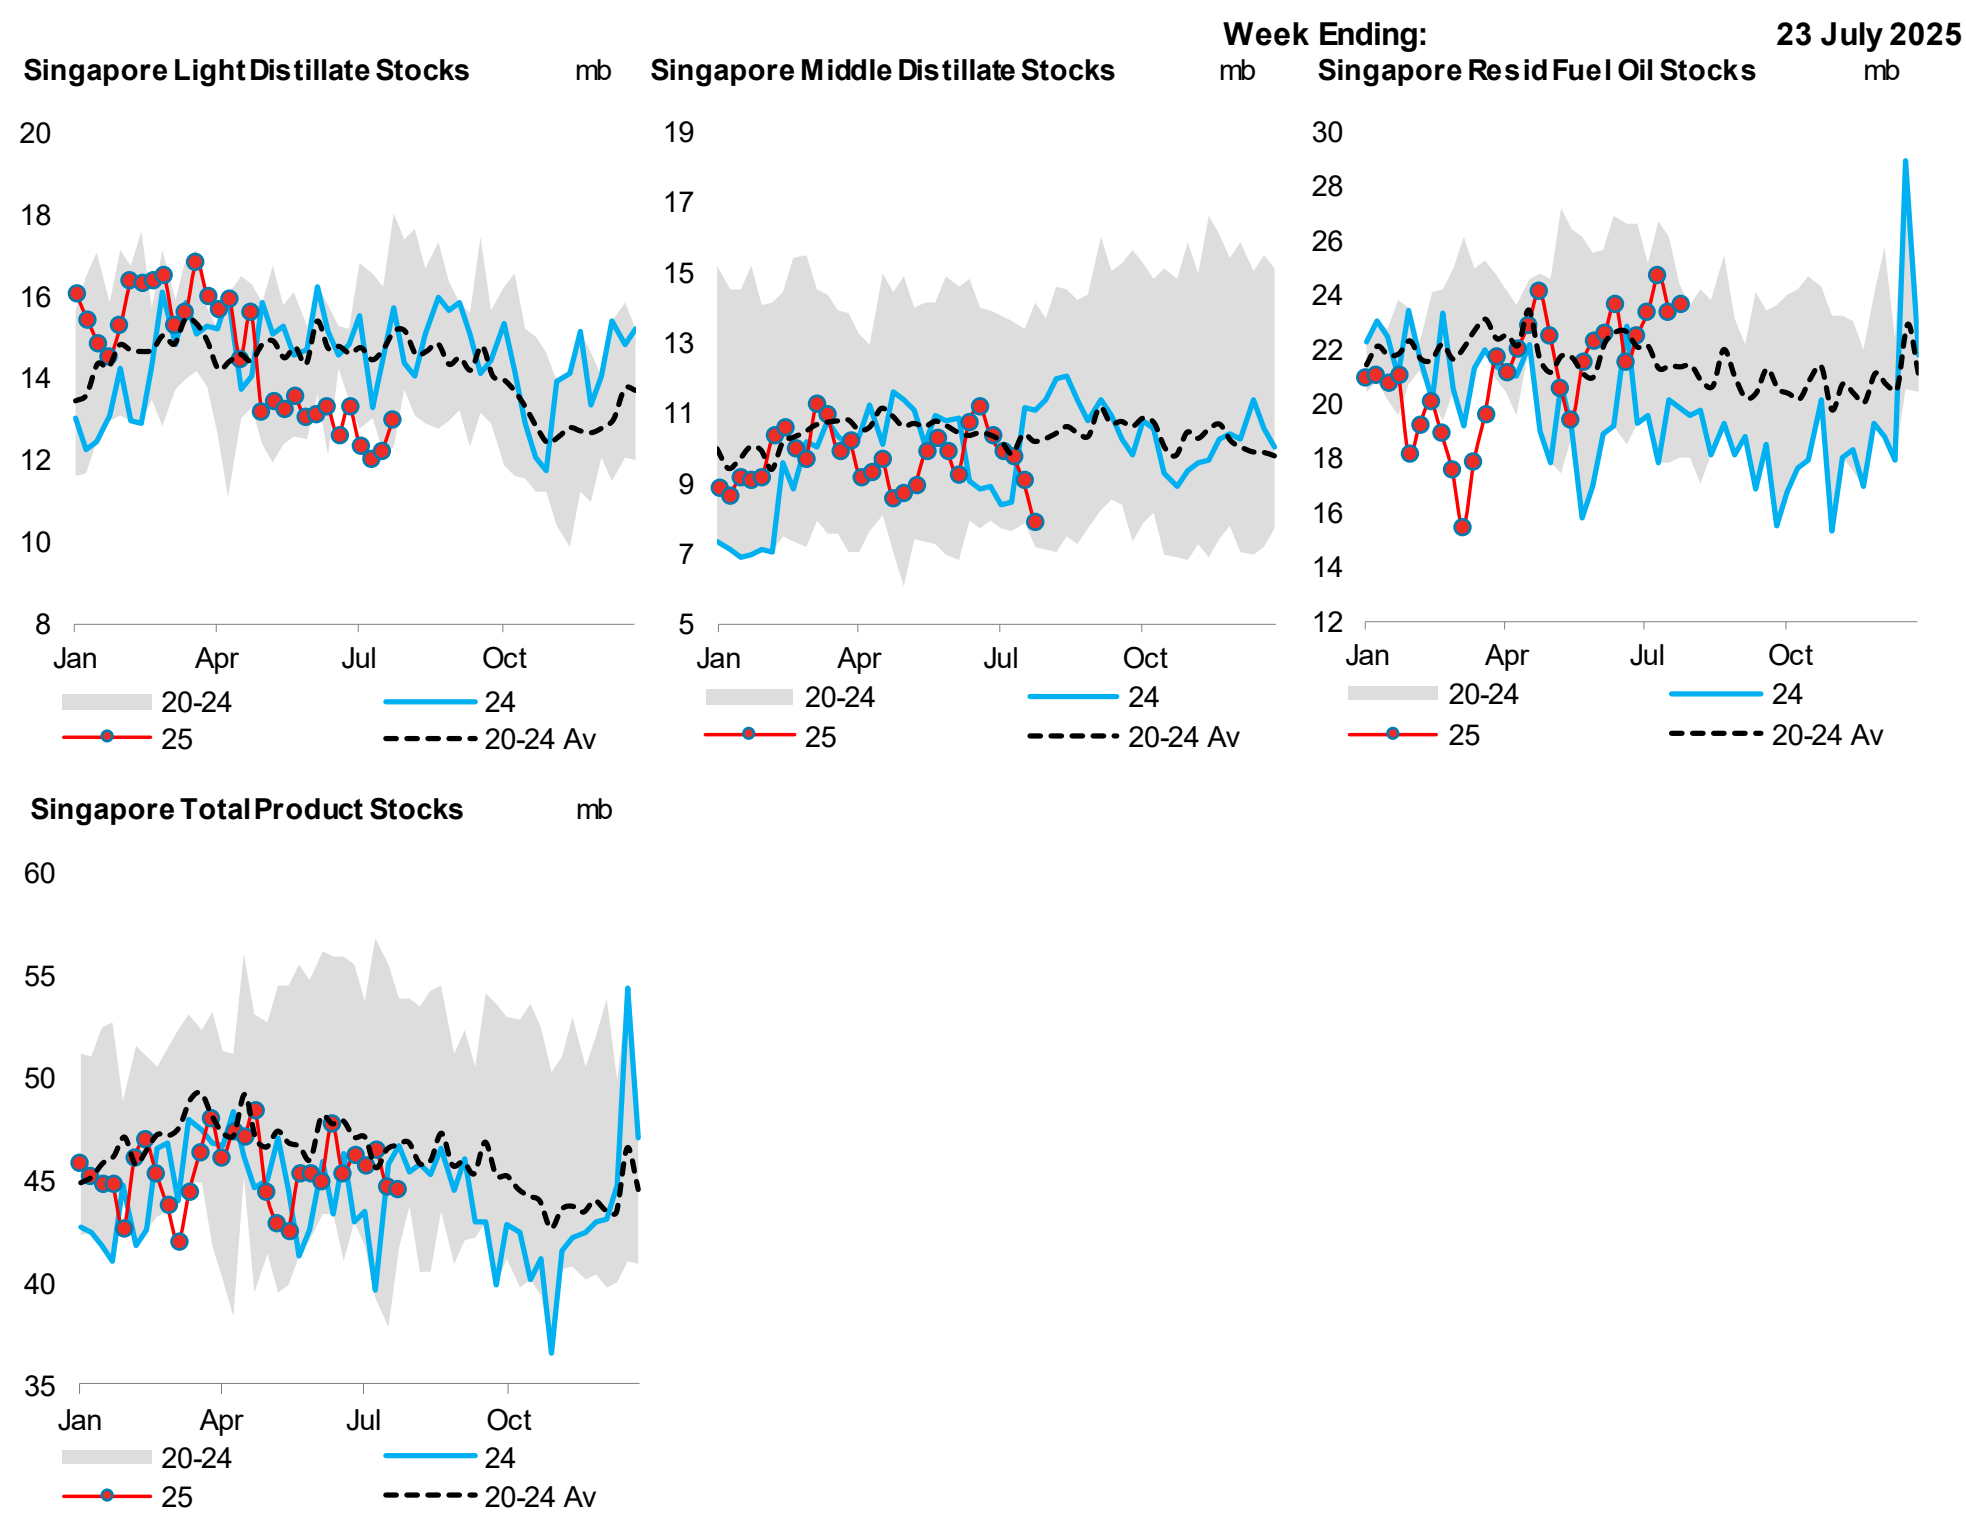 Week Ending: 23 July 2025
Singapore Light Distillate Stocks mb
20
18
16
14
12
10
8
Jan Apr Jul Oct
20-24 24
25 20-24 Av
Singapore Middle Distillate Stocks mb
19
17
15
13
11
9
7
5
Jan Apr Jul Oct
20-24 24
25 20-24 Av
Singapore Resid Fuel Oil Stocks mb
30
28
26
24
22
20
18
16
14
12
Jan Apr Jul Oct
20-24 24
25 20-24 Av
Singapore Total Product Stocks mb
60
55
50
45
40
35
Jan Apr Jul Oct
20-24 24
25 20-24 Av